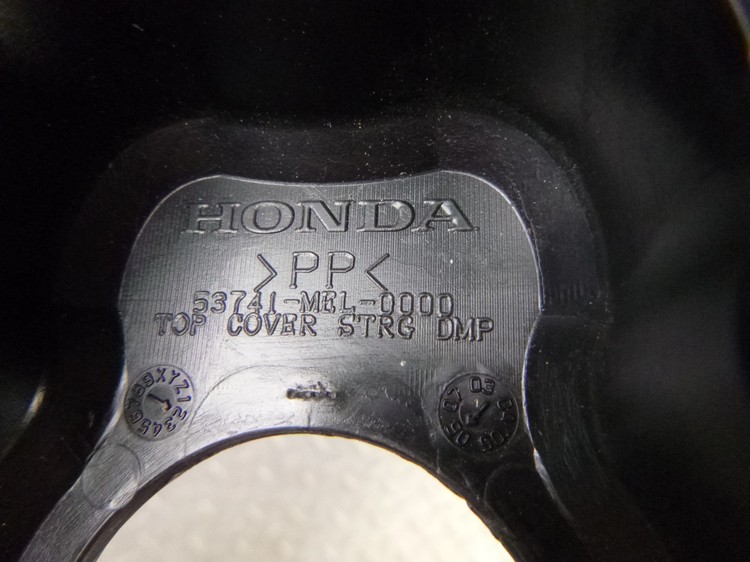 HONDA
>PP<
53741-MEL-0000
TOP COVER STRG DMP